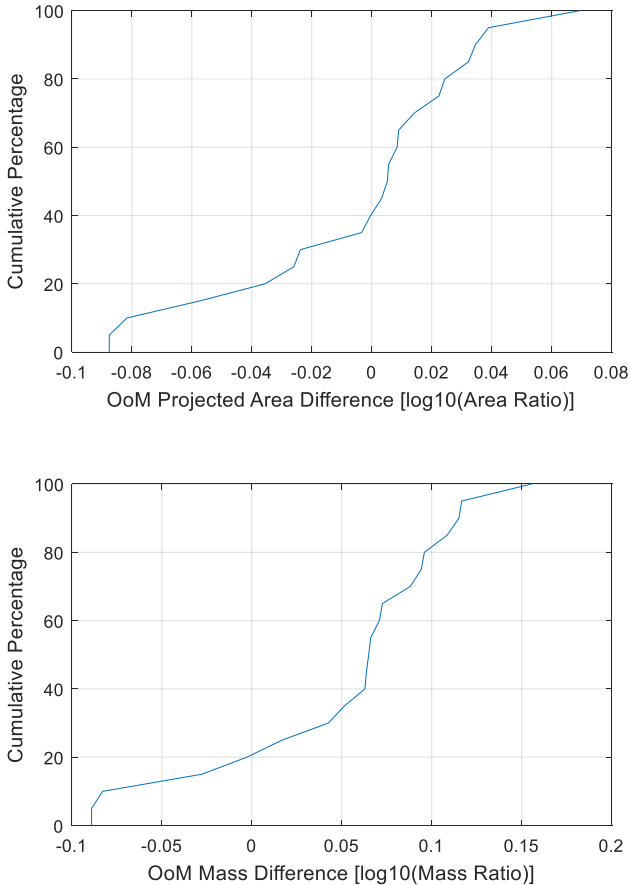 100
80
60
40
20
0
Cumulative Percentage
-0.1 -0.08 -0.06 -0.04 -0.02 0 0.02 0.04 0.06 0.08
OoM Projected Area Difference [log10(Area Ratio)]
100
80
60
40
20
0
Cumulative Percentage
-0.1 -0.05 0 0.05 0.1 0.15 0.2
OoM Mass Difference [log10(Mass Ratio)]